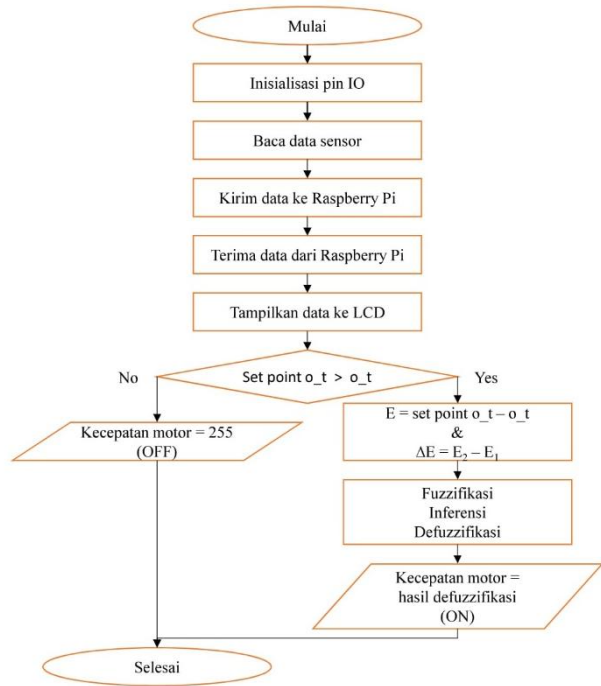 Mulai
Inisialisasi pin IO
Baca data sensor
Kirim data ke Raspberry Pi
Terima data dari Raspberry Pi
Tampilkan data ke LCD
Set point o_t > o_t
No
Yes
Kecepatan motor = 255
(OFF)
E = set point o_t – o_t
&
ΔE = E₂ – E₁
Fuzzifikasi
Inferensi
Defuzzifikasi
Kecepatan motor =
hasil defuzzifikasi
(ON)
Selesai